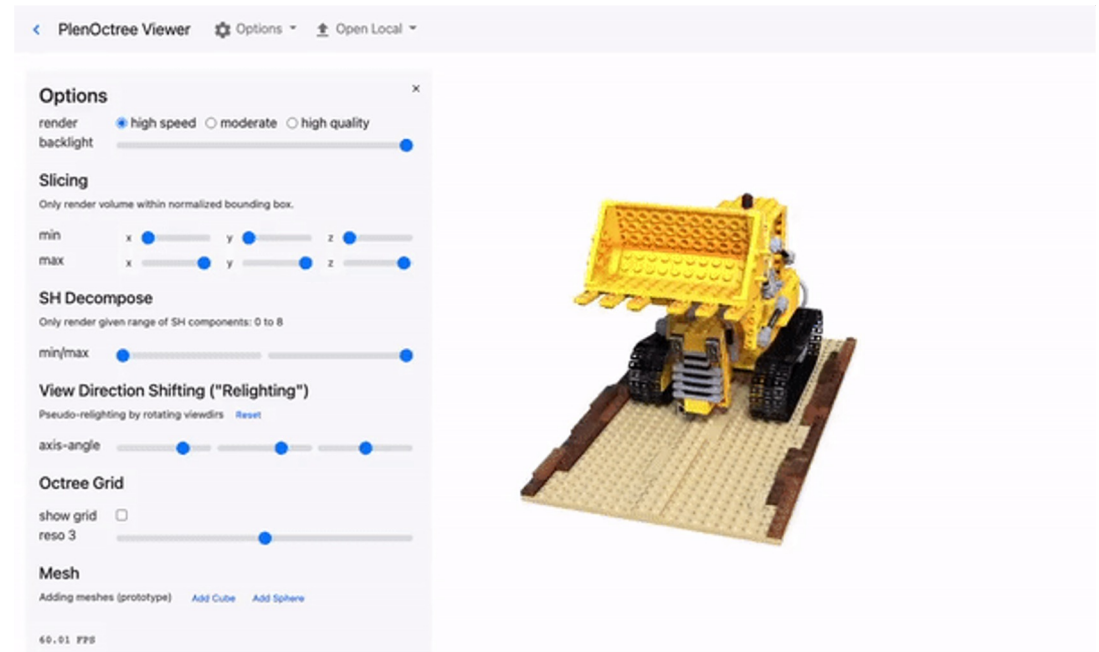 PlenOctree Viewer Options Open Local
Options ×
render high speed moderate high quality
backlight
Slicing
Only render volume within normalized bounding box.
min x y z
max x y z
SH Decompose
Only render given range of SH components: 0 to 8
min/max
View Direction Shifting ("Relighting")
Pseudo-relighting by rotating viewdirs Reset
axis-angle
Octree Grid
show grid
reso 3
Mesh
Adding meshes (prototype) Add Cube Add Sphere
60.01 FPS